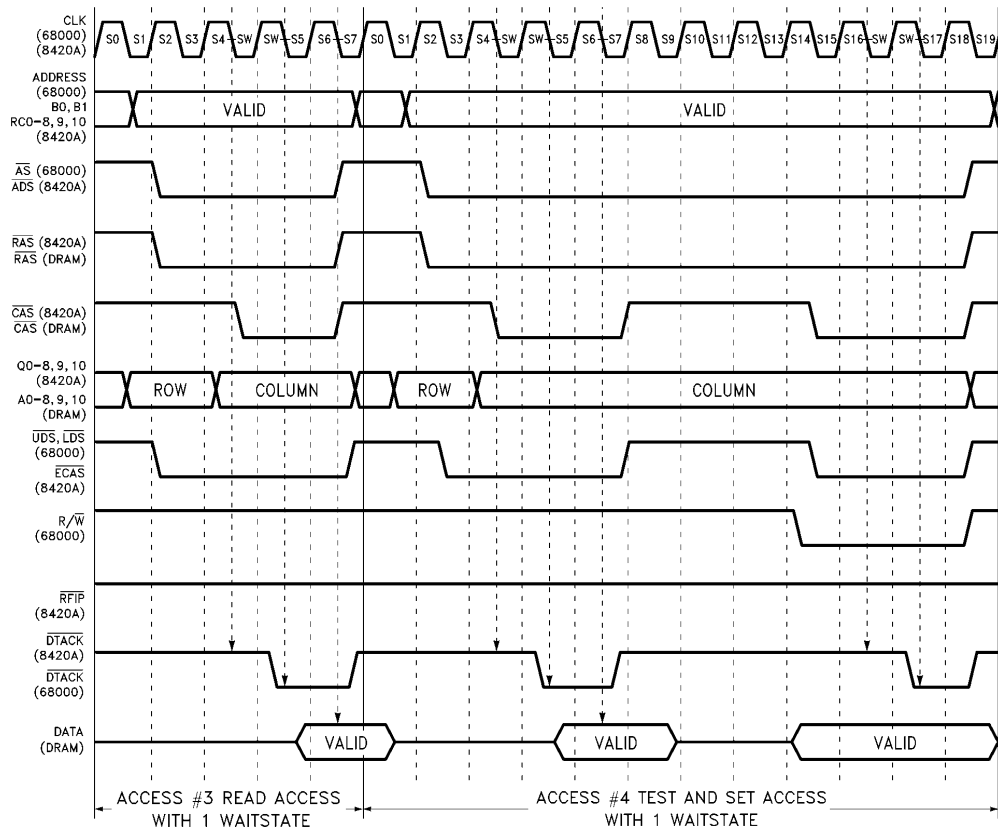 CLK
(68000)
(8420A)
S0 S1 S2 S3 S4 SW SW S5 S6 S7 S0 S1 S2 S3 S4 SW SW S5 S6 S7 S8 S9 S10 S11 S12 S13 S14 S15 S16 SW SW S17 S18 S19
ADDRESS
(68000)
B0, B1
RC0-8, 9, 10
(8420A)
VALID VALID
AS (68000)
ADS (8420A)
RAS (8420A)
RAS (DRAM)
CAS (8420A)
CAS (DRAM)
Q0-8, 9, 10
(8420A)
A0-8, 9, 10
(DRAM)
ROW COLUMN ROW COLUMN
UDS, LDS
(68000)
ECAS
(8420A)
R/W
(68000)
RFIP
(8420A)
DTACK
(8420A)
DTACK
(68000)
DATA
(DRAM)
VALID VALID VALID
ACCESS #3 READ ACCESS
WITH 1 WAITSTATE
ACCESS #4 TEST AND SET ACCESS
WITH 1 WAITSTATE